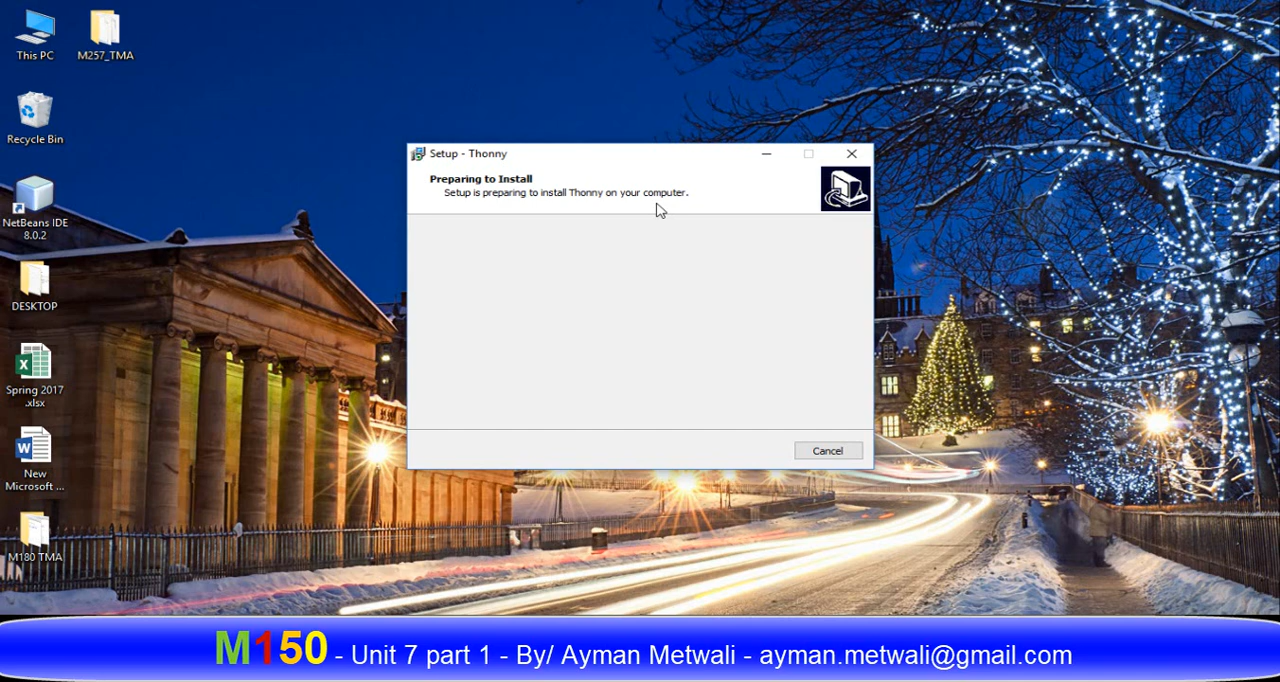 This PC
M257_TMA
Recycle Bin
NetBeans IDE
8.0.2
DESKTOP
Spring 2017
.xlsx
New
Microsoft ...
M180 TMA
Setup - Thonny
Preparing to Install
Setup is preparing to install Thonny on your computer.
Cancel
M150 - Unit 7 part 1 - By/ Ayman Metwali - ayman.metwali@gmail.com